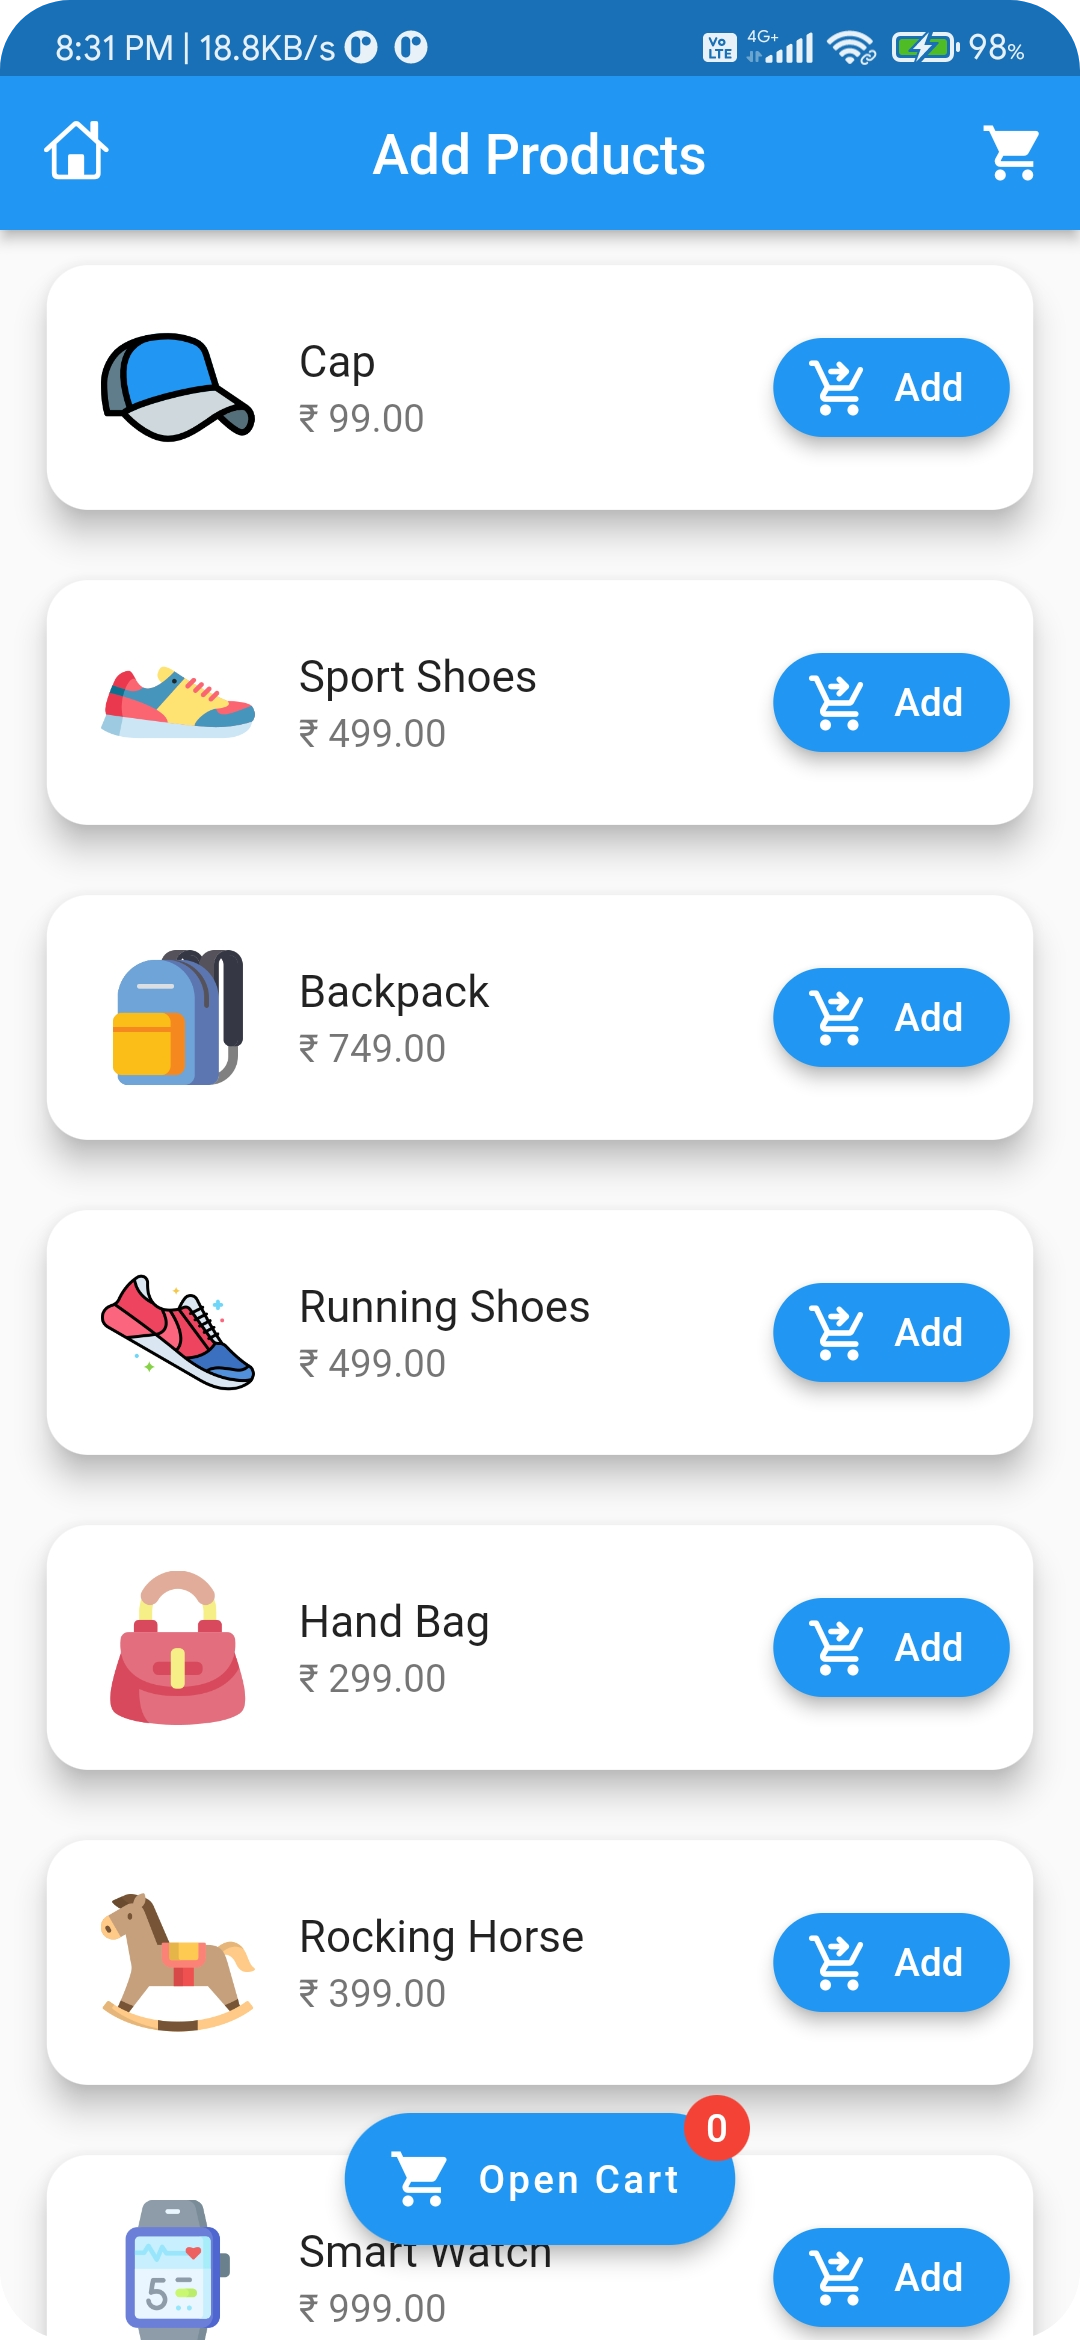 8:31 PM | 18.8KB/s
Vo LTE 4G+ 98%
Add Products
Cap
₹ 99.00
Add
Sport Shoes
₹ 499.00
Add
Backpack
₹ 749.00
Add
Running Shoes
₹ 499.00
Add
Hand Bag
₹ 299.00
Add
Rocking Horse
₹ 399.00
Add
0
Open Cart
5
Smart Watch
₹ 999.00
Add